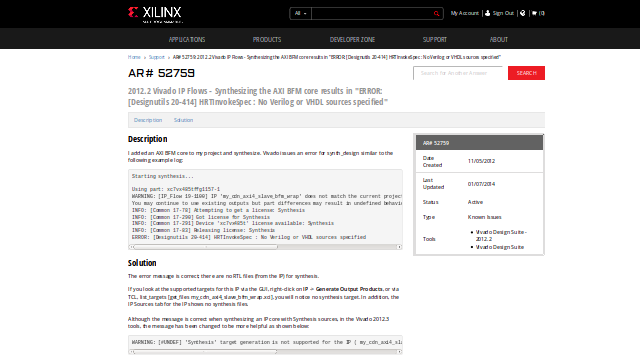 XILINX
All
My Account
Sign Out
(0)
APPLICATIONS
PRODUCTS
DEVELOPER ZONE
SUPPORT
ABOUT
Home » Support » AR# 52759: 2012.2 Vivado IP Flows - Synthesizing the AXI BFM core results in "ERROR: [Designutils 20-414] HRTInvokeSpec : No Verilog or VHDL sources specified"
AR# 52759
Search for Another Answer
SEARCH
2012.2 Vivado IP Flows - Synthesizing the AXI BFM core results in "ERROR:
[Designutils 20-414] HRTInvokeSpec : No Verilog or VHDL sources specified"
Description
Solution
Description
I added an AXI BFM core to my project and synthesize. Vivado issues an error for synth_design similar to the
following example log:
Starting synthesis...
Using part: xc7vx485tffg1157-1
WARNING: [IP_Flow 19-1100] IP 'my_cdn_axi4_slave_bfm_wrap' does not match the current project
You may continue to use existing outputs but part differences may result in undefined behavio
INFO: [Common 17-78] Attempting to get a license: Synthesis
INFO: [Common 17-290] Got license for Synthesis
INFO: [Common 17-291] Device 'xc7vx485t' license available: Synthesis
INFO: [Common 17-83] Releasing license: Synthesis
ERROR: [Designutils 20-414] HRTInvokeSpec : No Verilog or VHDL sources specified
Solution
The error message is correct: there are no RTL files (from the IP) for synthesis.
If you look at the supported targets for this IP via the GUI, right-click on IP -> Generate Output Products, or via
TCL, list_targets [get_files my_cdn_axi4_slave_bfm_wrap.xci], you will notice no synthesis target. In addition, the
IP Sources tab for the IP shows no synthesis files.
Although the message is correct when synthesizing an IP core with Synthesis sources, in the Vivado 2012.3
tools, the message has been changed to be more helpful as shown below:
WARNING: [#UNDEF] 'Synthesis' target generation is not supported for the IP ( my_cdn_axi4_sla
AR# 52759
Date
Created
11/05/2012
Last
Updated
01/07/2014
Status
Active
Type
Known Issues
Tools
Vivado Design Suite -
2012.2
Vivado Design Suite